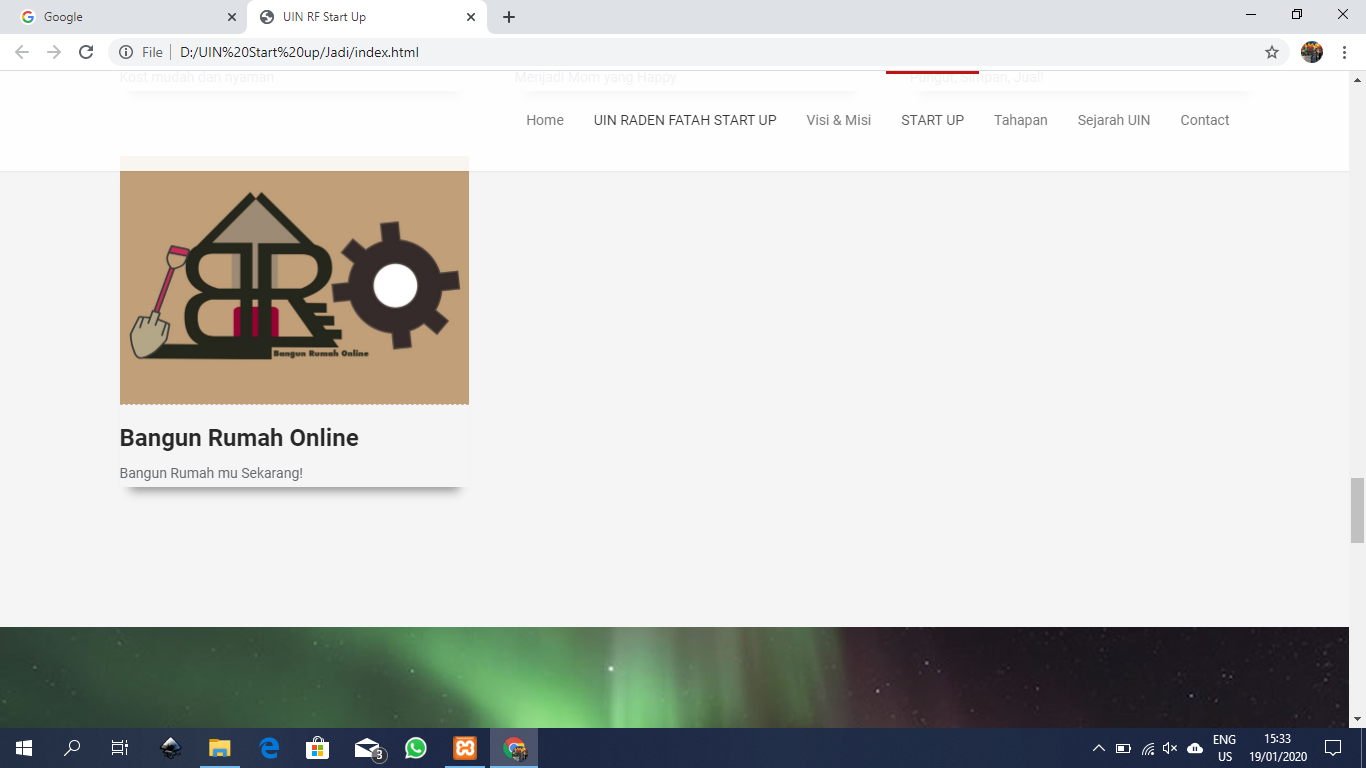 Google
UIN RF Start Up
File
D:/UIN%20Start%20up/Jadi/index.html
Kost mudah dan nyaman
Menjadi Mom yang Happy
Pungut, Simpan, Jual!
Home
UIN RADEN FATAH START UP
Visi & Misi
START UP
Tahapan
Sejarah UIN
Contact
Bangun Rumah Online
Bangun Rumah Online
Bangun Rumah mu Sekarang!
3
ENG
US
15:33
19/01/2020